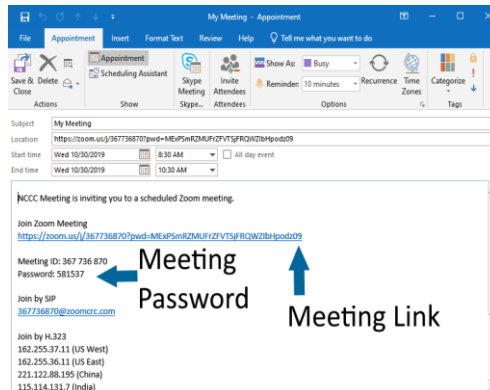 My Meeting - Appointment
File Appointment Insert Format Text Review Help Tell me what you want to do
Save & Close
Delete
Actions
Appointment
Scheduling Assistant
Show
Skype Meeting
Skype...
Invite Attendees
Attendees
Show As: Busy
Reminder: 10 minutes
Recurrence
Time Zones
Options
Categorize
Tags
Subject My Meeting
Location https://zoom.us/j/367736870?pwd=MExPSmRZMUFrZFVTSjFRQWZIbHpodz09
Start time Wed 10/30/2019 8:30 AM All day event
End time Wed 10/30/2019 10:30 AM
NCCC Meeting is inviting you to a scheduled Zoom meeting.
Join Zoom Meeting
https://zoom.us/j/367736870?pwd=MExPSmRZMUFrZFVTSjFRQWZIbHpodz09
Meeting ID: 367 736 870
Password: 581537
Meeting
Password
Meeting Link
Join by SIP
367736870@zoomcrc.com
Join by H.323
162.255.37.11 (US West)
162.255.36.11 (US East)
221.122.88.195 (China)
115.114.131.7 (India)